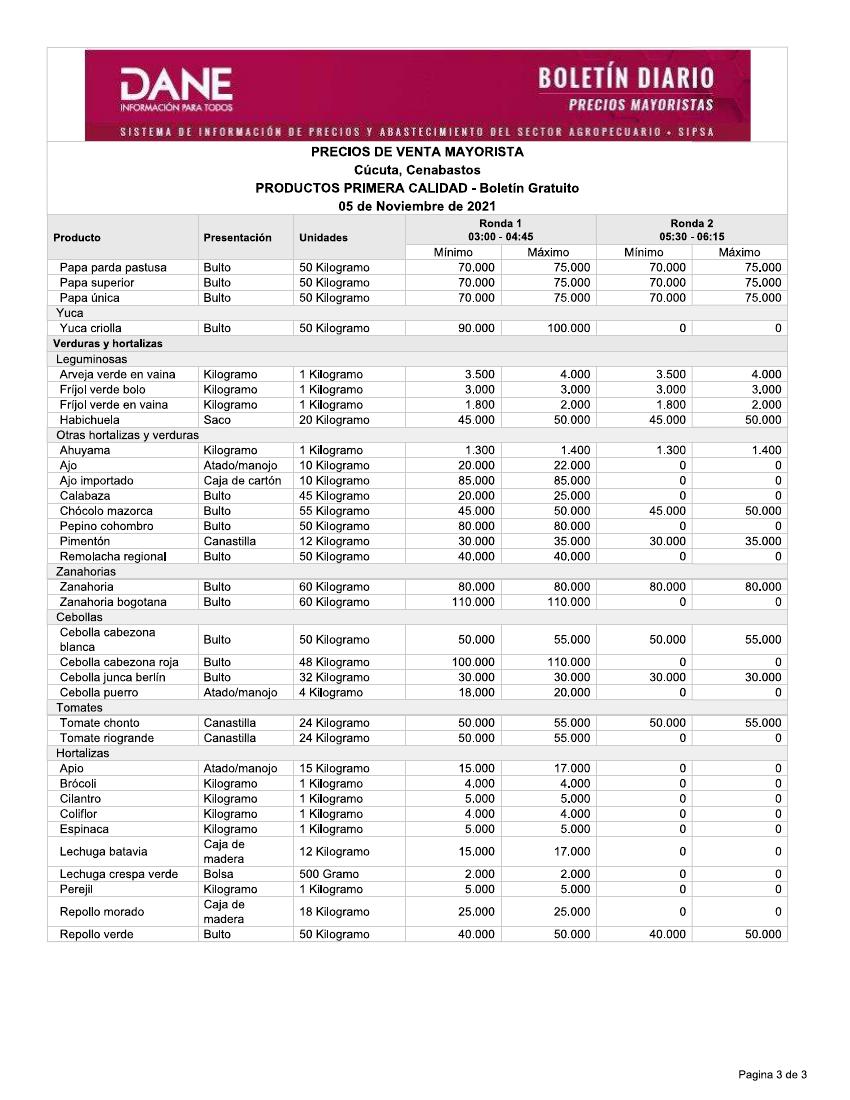 DANE
INFORMACIÓN PARA TODOS
BOLETÍN DIARIO
PRECIOS MAYORISTAS
SISTEMA DE INFORMACIÓN DE PRECIOS Y ABASTECIMIENTO DEL SECTOR AGROPECUARIO • SIPSA
PRECIOS DE VENTA MAYORISTA
Cúcuta, Cenabastos
PRODUCTOS PRIMERA CALIDAD - Boletín Gratuito
05 de Noviembre de 2021
Producto Presentación Unidades Ronda 1 03:00 - 04:45 Ronda 2 05:30 - 06:15
Mínimo Máximo Mínimo Máximo
Papa parda pastusa Bulto 50 Kilogramo 70.000 75.000 70.000 75.000
Papa superior Bulto 50 Kilogramo 70.000 75.000 70.000 75.000
Papa única Bulto 50 Kilogramo 70.000 75.000 70.000 75.000
Yuca
Yuca criolla Bulto 50 Kilogramo 90.000 100.000 0 0
Verduras y hortalizas
Leguminosas
Arveja verde en vaina Kilogramo 1 Kilogramo 3.500 4.000 3.500 4.000
Fríjol verde bolo Kilogramo 1 Kilogramo 3.000 3.000 3.000 3.000
Fríjol verde en vaina Kilogramo 1 Kilogramo 1.800 2.000 1.800 2.000
Habichuela Saco 20 Kilogramo 45.000 50.000 45.000 50.000
Otras hortalizas y verduras
Ahuyama Kilogramo 1 Kilogramo 1.300 1.400 1.300 1.400
Ajo Atado/manojo 10 Kilogramo 20.000 22.000 0 0
Ajo importado Caja de cartón 10 Kilogramo 85.000 85.000 0 0
Calabaza Bulto 45 Kilogramo 20.000 25.000 0 0
Chócolo mazorca Bulto 55 Kilogramo 45.000 50.000 45.000 50.000
Pepino cohombro Bulto 50 Kilogramo 80.000 80.000 0 0
Pimentón Canastilla 12 Kilogramo 30.000 35.000 30.000 35.000
Remolacha regional Bulto 50 Kilogramo 40.000 40.000 0 0
Zanahorias
Zanahoria Bulto 60 Kilogramo 80.000 80.000 80.000 80.000
Zanahoria bogotana Bulto 60 Kilogramo 110.000 110.000 0 0
Cebollas
Cebolla cabezona blanca Bulto 50 Kilogramo 50.000 55.000 50.000 55.000
Cebolla cabezona roja Bulto 48 Kilogramo 100.000 110.000 0 0
Cebolla junca berlín Bulto 32 Kilogramo 30.000 30.000 30.000 30.000
Cebolla puerro Atado/manojo 4 Kilogramo 18.000 20.000 0 0
Tomates
Tomate chonto Canastilla 24 Kilogramo 50.000 55.000 50.000 55.000
Tomate riogrande Canastilla 24 Kilogramo 50.000 55.000 0 0
Hortalizas
Apio Atado/manojo 15 Kilogramo 15.000 17.000 0 0
Brócoli Kilogramo 1 Kilogramo 4.000 4.000 0 0
Cilantro Kilogramo 1 Kilogramo 5.000 5.000 0 0
Coliflor Kilogramo 1 Kilogramo 4.000 4.000 0 0
Espinaca Kilogramo 1 Kilogramo 5.000 5.000 0 0
Lechuga batavia Caja de madera 12 Kilogramo 15.000 17.000 0 0
Lechuga crespa verde Bolsa 500 Gramo 2.000 2.000 0 0
Perejil Kilogramo 1 Kilogramo 5.000 5.000 0 0
Repollo morado Caja de madera 18 Kilogramo 25.000 25.000 0 0
Repollo verde Bulto 50 Kilogramo 40.000 50.000 40.000 50.000
Pagina 3 de 3